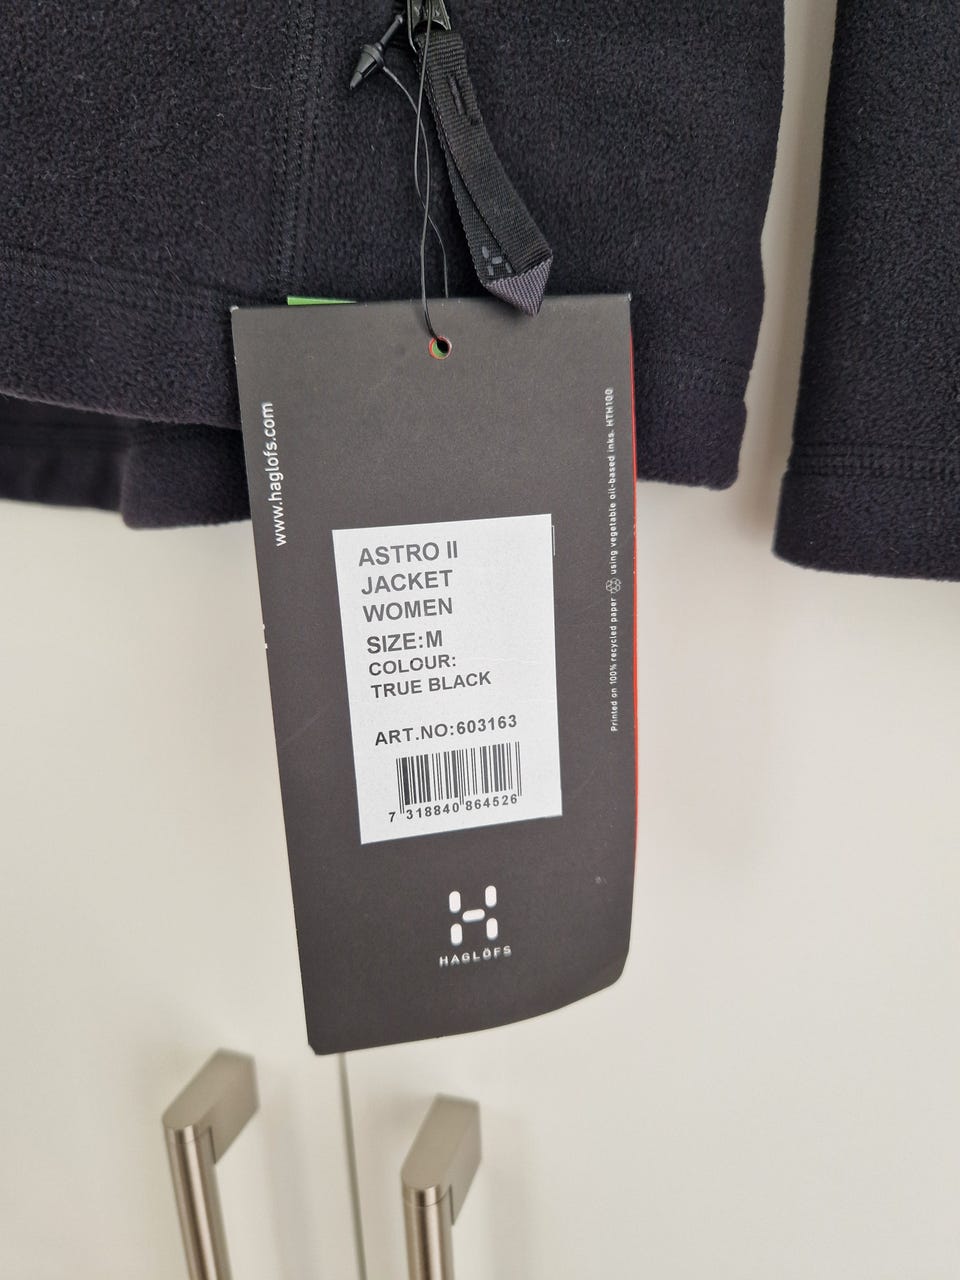 www.haglofs.com
Printed on 100% recycled paper using vegetable oil-based inks. HTH100
ASTRO II
JACKET
WOMEN
SIZE:M
COLOUR:
TRUE BLACK
ART.NO:603163
7 318840 864526
HAGLÖFS